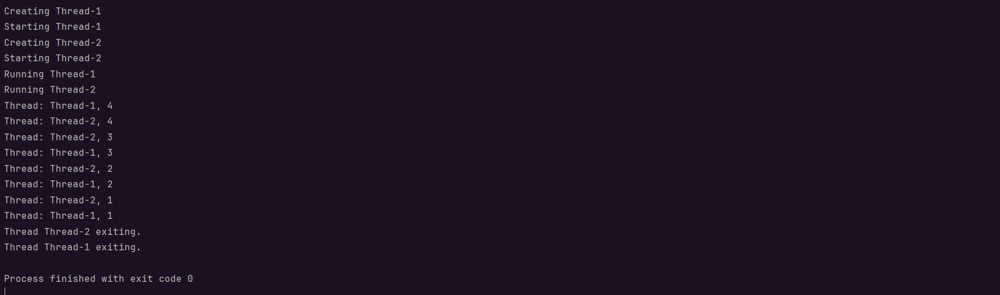 Creating Thread-1
Starting Thread-1
Creating Thread-2
Starting Thread-2
Running Thread-1
Running Thread-2
Thread: Thread-1, 4
Thread: Thread-2, 4
Thread: Thread-2, 3
Thread: Thread-1, 3
Thread: Thread-2, 2
Thread: Thread-1, 2
Thread: Thread-2, 1
Thread: Thread-1, 1
Thread Thread-2 exiting.
Thread Thread-1 exiting.
Process finished with exit code 0